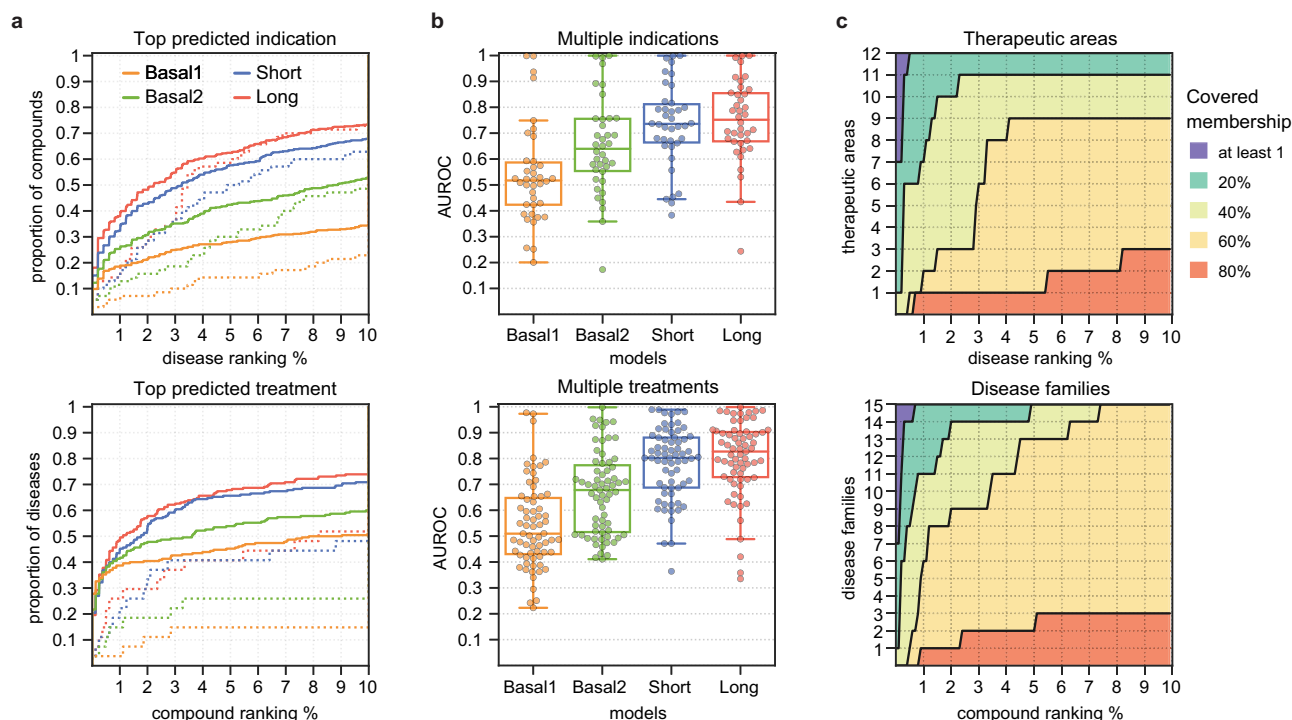 a
Top predicted indication
1
0.9
0.8
0.7
0.6
0.5
0.4
0.3
0.2
0.1
proportion of compounds
Basal1
Basal2
Short
Long
1 2 3 4 5 6 7 8 9 10
disease ranking %
b
Multiple indications
1
0.9
0.8
0.7
0.6
0.5
0.4
0.3
0.2
0.1
AUROC
Basal1 Basal2 Short Long
models
c
Therapeutic areas
12
11
10
9
8
7
6
5
4
3
2
1
therapeutic areas
1 2 3 4 5 6 7 8 9 10
disease ranking %
Covered
membership
at least 1
20%
40%
60%
80%
Top predicted treatment
1
0.9
0.8
0.7
0.6
0.5
0.4
0.3
0.2
0.1
proportion of diseases
1 2 3 4 5 6 7 8 9 10
compound ranking %
Multiple treatments
1
0.9
0.8
0.7
0.6
0.5
0.4
0.3
0.2
0.1
AUROC
Basal1 Basal2 Short Long
models
Disease families
15
14
13
12
11
10
9
8
7
6
5
4
3
2
1
disease families
1 2 3 4 5 6 7 8 9 10
compound ranking %